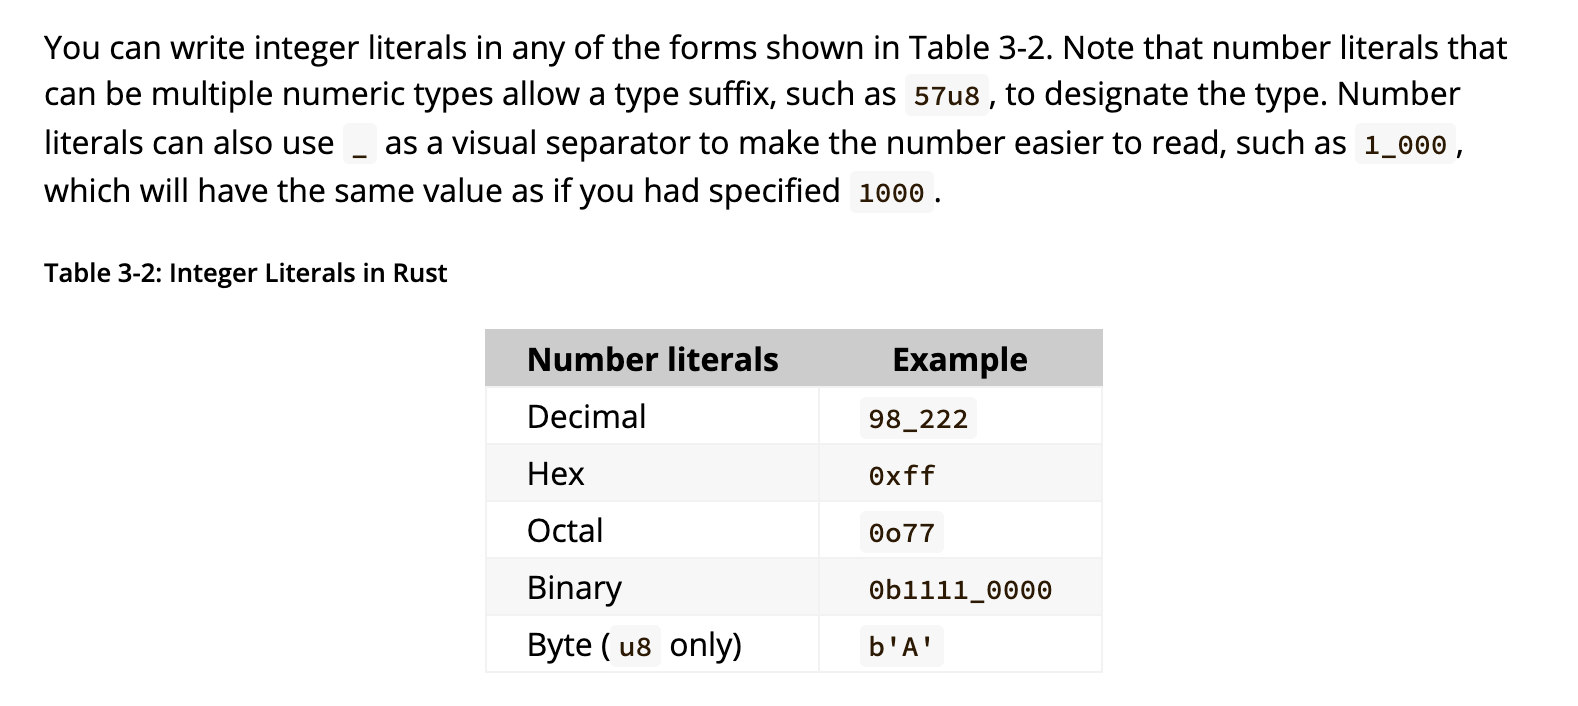 You can write integer literals in any of the forms shown in Table 3-2. Note that number literals that
can be multiple numeric types allow a type suffix, such as 57u8, to designate the type. Number
literals can also use _ as a visual separator to make the number easier to read, such as 1_000,
which will have the same value as if you had specified 1000.
Table 3-2: Integer Literals in Rust
Number literals Example
Decimal 98_222
Hex 0xff
Octal 0o77
Binary 0b1111_0000
Byte (u8 only) b'A'